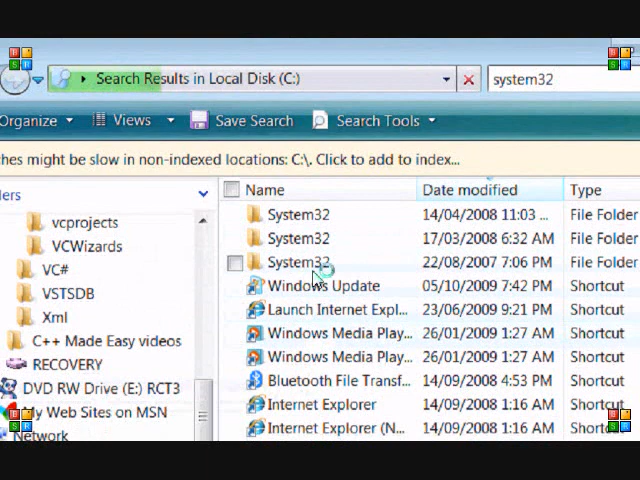 Search Results in Local Disk (C:)
system32
Organize
Views
Save Search
Search Tools
ches might be slow in non-indexed locations: C:\. Click to add to index...
ders
Name
Date modified
Type
vcprojects
VCWizards
VC#
VSTSDB
Xml
C++ Made Easy videos
RECOVERY
DVD RW Drive (E:) RCT3
My Web Sites on MSN
Network
System32 14/04/2008 11:03 ... File Folder
System32 17/03/2008 6:32 AM File Folder
System32 22/08/2007 7:06 PM File Folder
Windows Update 05/10/2009 7:42 PM Shortcut
Launch Internet Expl... 23/06/2009 9:21 PM Shortcut
Windows Media Play... 26/01/2009 1:27 AM Shortcut
Windows Media Play... 26/01/2009 1:27 AM Shortcut
Bluetooth File Transf... 14/09/2008 4:53 PM Shortcut
Internet Explorer 14/09/2008 1:16 AM Shortcut
Internet Explorer (N... 14/09/2008 1:16 AM Shortcut